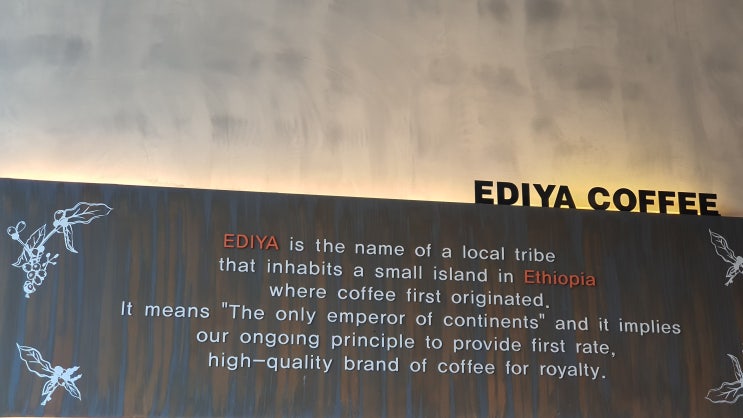 EDIYA COFFEE
EDIYA is the name of a local tribe
that inhabits a small island in Ethiopia
where coffee first originated.
It means "The only emperor of continents" and it implies
our ongoing principle to provide first rate,
high-quality brand of coffee for royalty.